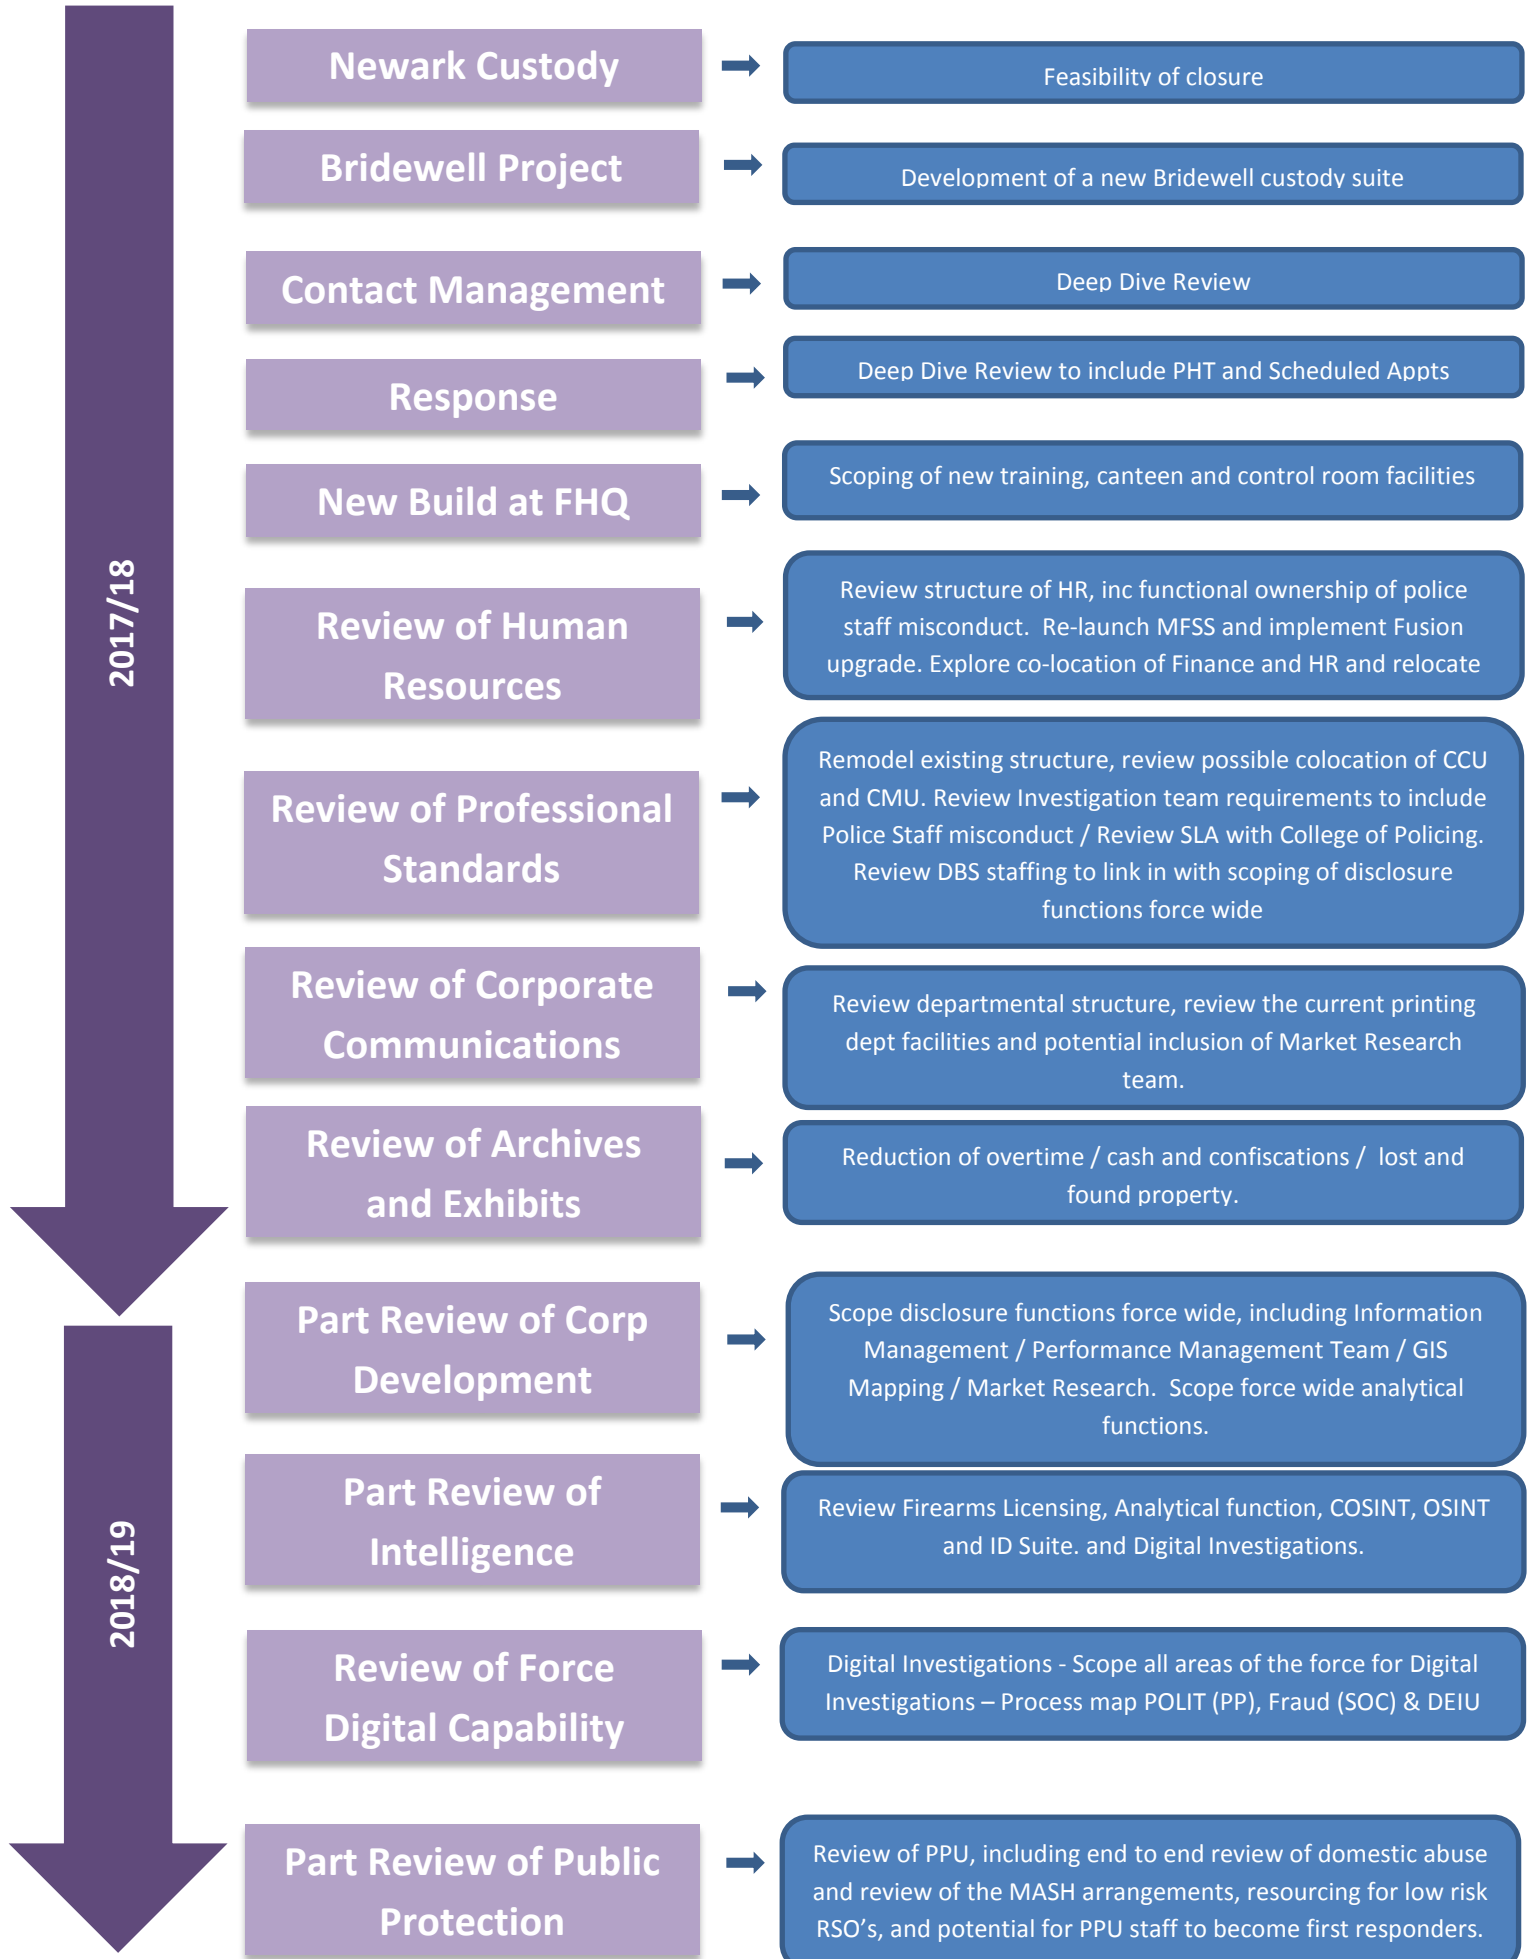 2017/18
Newark Custody
Feasibility of closure
Bridewell Project
Development of a new Bridewell custody suite
Contact Management
Deep Dive Review
Response
Deep Dive Review to include PHT and Scheduled Appts
New Build at FHQ
Scoping of new training, canteen and control room facilities
Review of Human
Resources
Review structure of HR, inc functional ownership of police
staff misconduct.  Re-launch MFSS and implement Fusion
upgrade. Explore co-location of Finance and HR and relocate
Review of Professional
Standards
Remodel existing structure, review possible colocation of CCU
and CMU. Review Investigation team requirements to include
Police Staff misconduct / Review SLA with College of Policing.
Review DBS staffing to link in with scoping of disclosure
functions force wide
Review of Corporate
Communications
Review departmental structure, review the current printing
dept facilities and potential inclusion of Market Research
team.
Review of Archives
and Exhibits
Reduction of overtime / cash and confiscations /  lost and
found property.
2018/19
Part Review of Corp
Development
Scope disclosure functions force wide, including Information
Management / Performance Management Team / GIS
Mapping / Market Research.  Scope force wide analytical
functions.
Part Review of
Intelligence
Review Firearms Licensing, Analytical function, COSINT, OSINT
and ID Suite. and Digital Investigations.
Review of Force
Digital Capability
Digital Investigations - Scope all areas of the force for Digital
Investigations – Process map POLIT (PP), Fraud (SOC) & DEIU
Part Review of Public
Protection
Review of PPU, including end to end review of domestic abuse
and review of the MASH arrangements, resourcing for low risk
RSO's, and potential for PPU staff to become first responders.